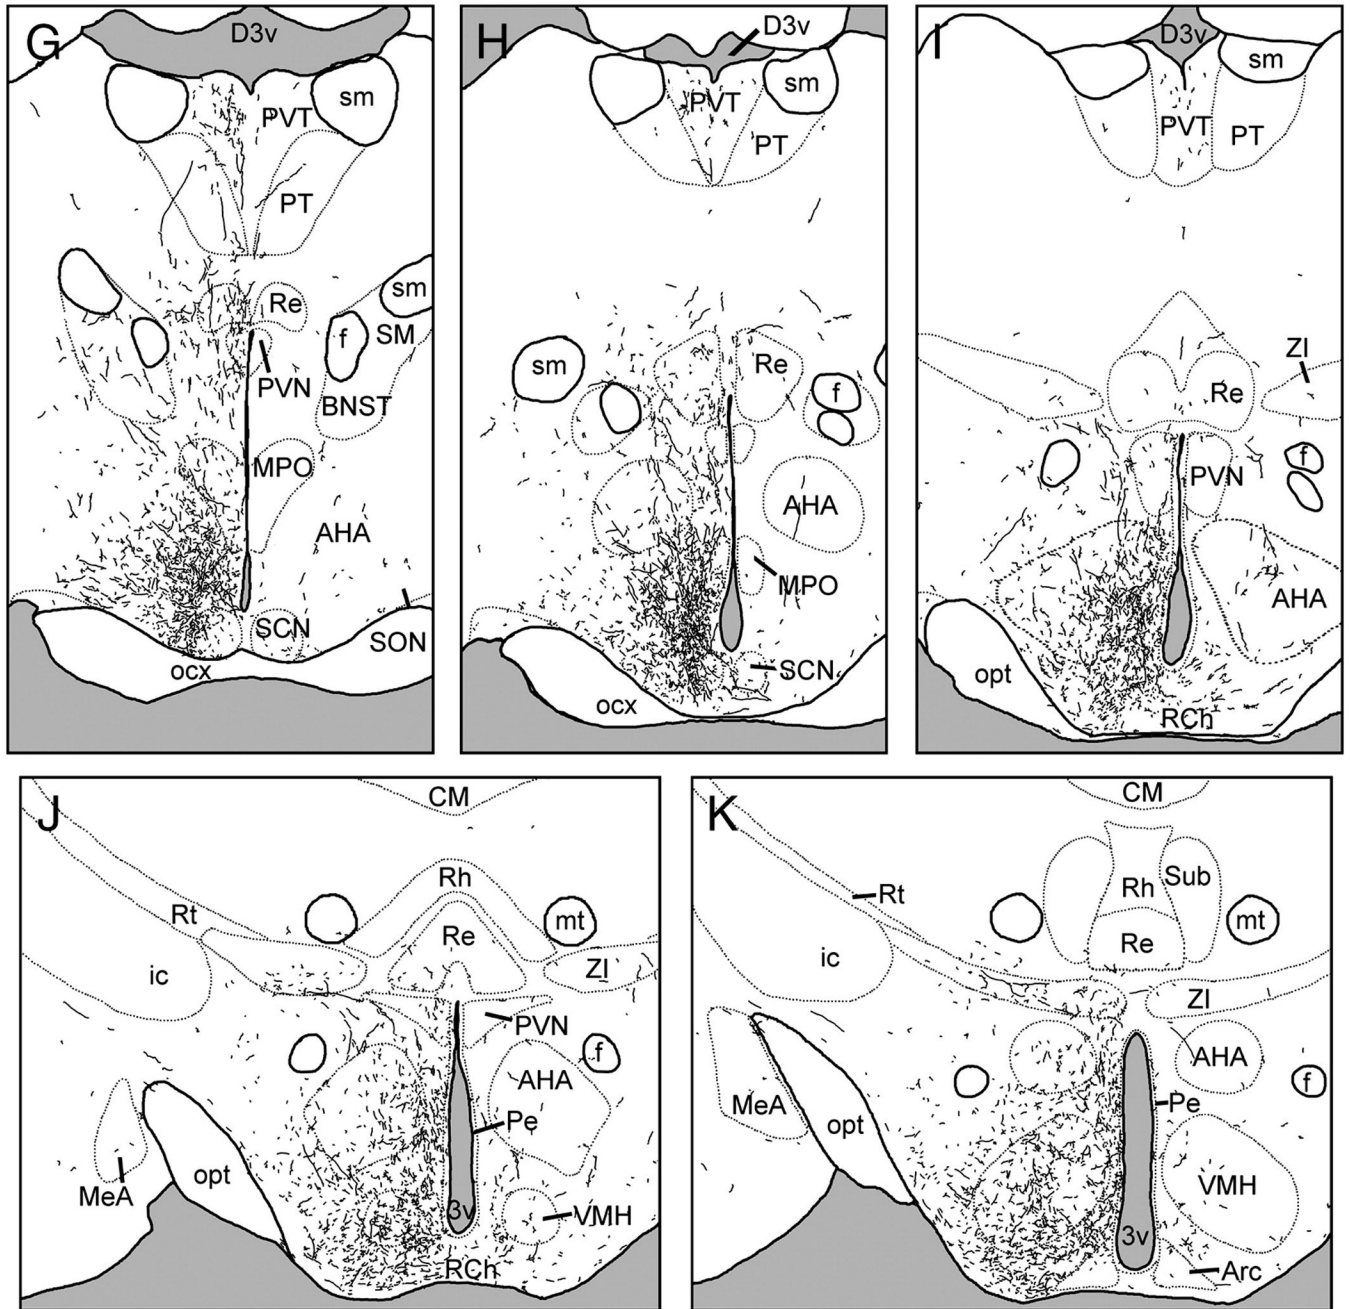 G
D3v
sm
PVT
PT
Re
sm
f
SM
PVN
BNST
MPO
AHA
SCN
SON
ocx
H
D3v
sm
PVT
PT
sm
Re
f
AHA
MPO
SCN
ocx
I
D3v
sm
PVT
PT
ZI
Re
f
PVN
AHA
opt
RCh
J
CM
Rh
Rt
mt
Re
ic
ZI
PVN
f
AHA
Pe
opt
MeA
3v
VMH
RCh
K
CM
Sub
Rt
Rh
mt
Re
ic
ZI
AHA
f
MeA
Pe
opt
VMH
3v
Arc